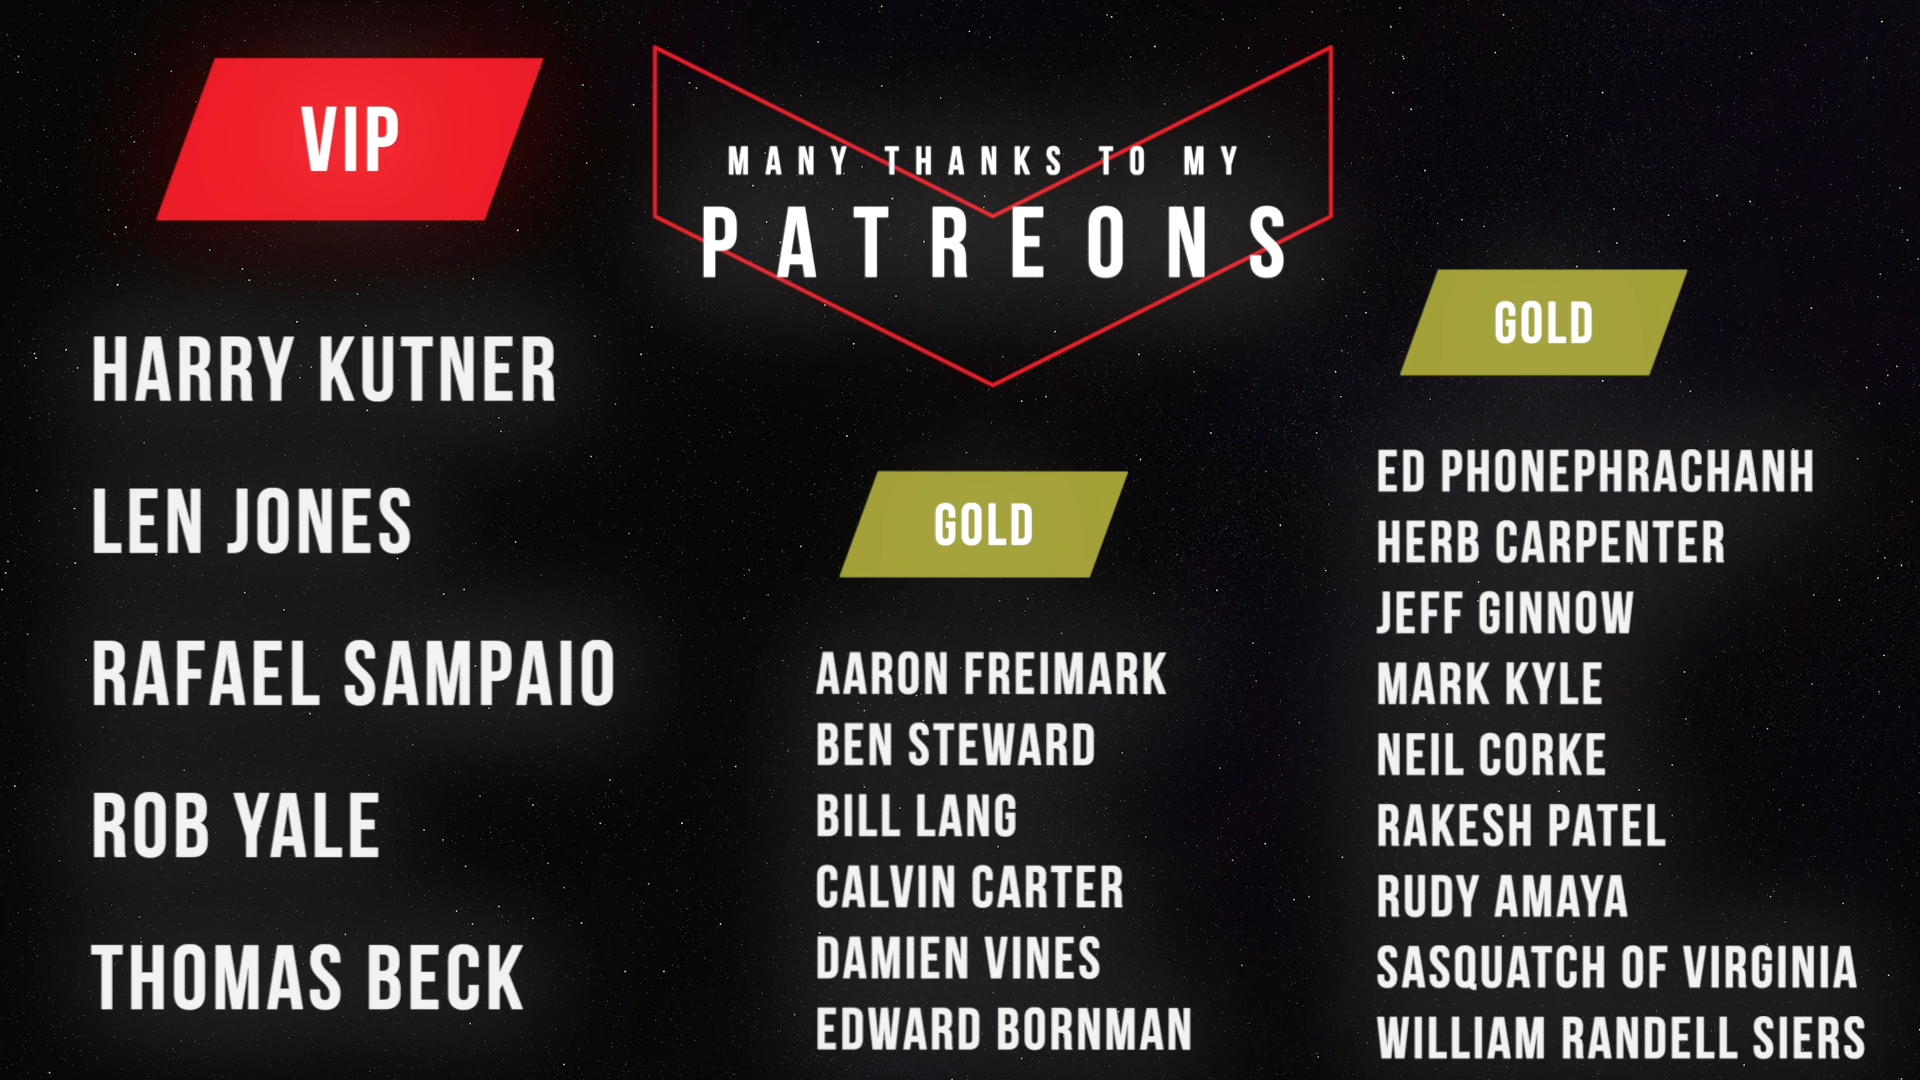 VIP
HARRY KUTNER
LEN JONES
RAFAEL SAMPAIO
ROB YALE
THOMAS BECK
MANY THANKS TO MY
PATREONS
GOLD
AARON FREIMARK
BEN STEWARD
BILL LANG
CALVIN CARTER
DAMIEN VINES
EDWARD BORNMAN
GOLD
ED PHONEPHRACHANH
HERB CARPENTER
JEFF GINNOW
MARK KYLE
NEIL CORKE
RAKESH PATEL
RUDY AMAYA
SASQUATCH OF VIRGINIA
WILLIAM RANDELL SIERS